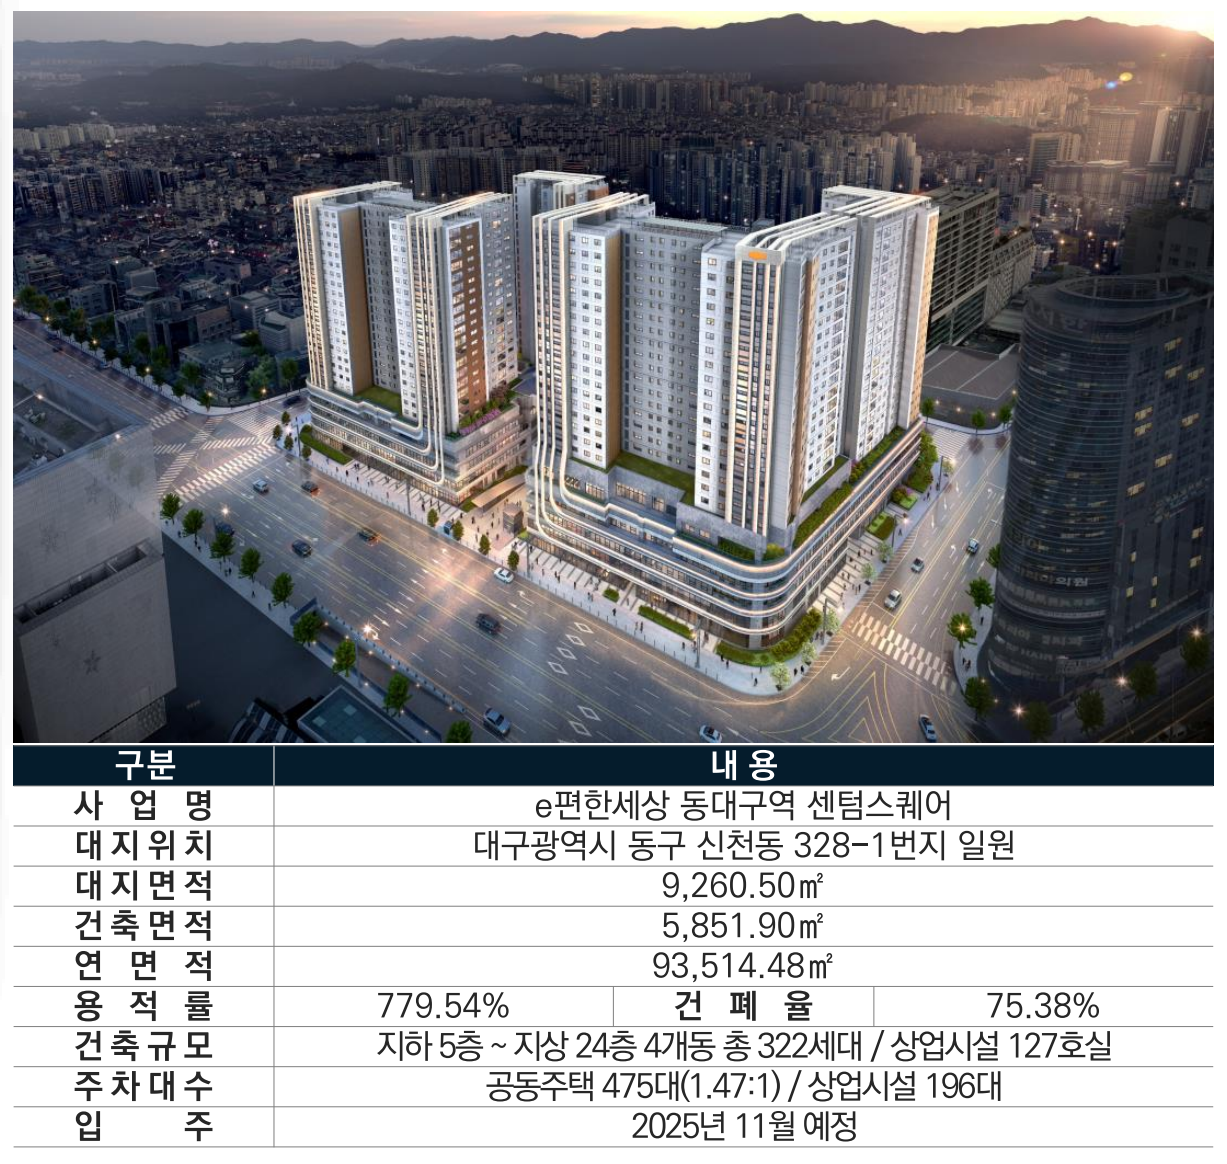 구분 내 용
사 업 명 e편한세상 동대구역 센텀스퀘어
대지위치 대구광역시 동구 신천동 328-1번지 일원
대지면적 9,260.50㎡
건축면적 5,851.90㎡
연 면 적 93,514.48㎡
용 적 률 779.54% 건 폐 율 75.38%
건축규모 지하 5층 ~ 지상 24층 4개동 총 322세대 / 상업시설 127호실
주차대수 공동주택 475대(1.47:1) / 상업시설 196대
입 주 2025년 11월 예정